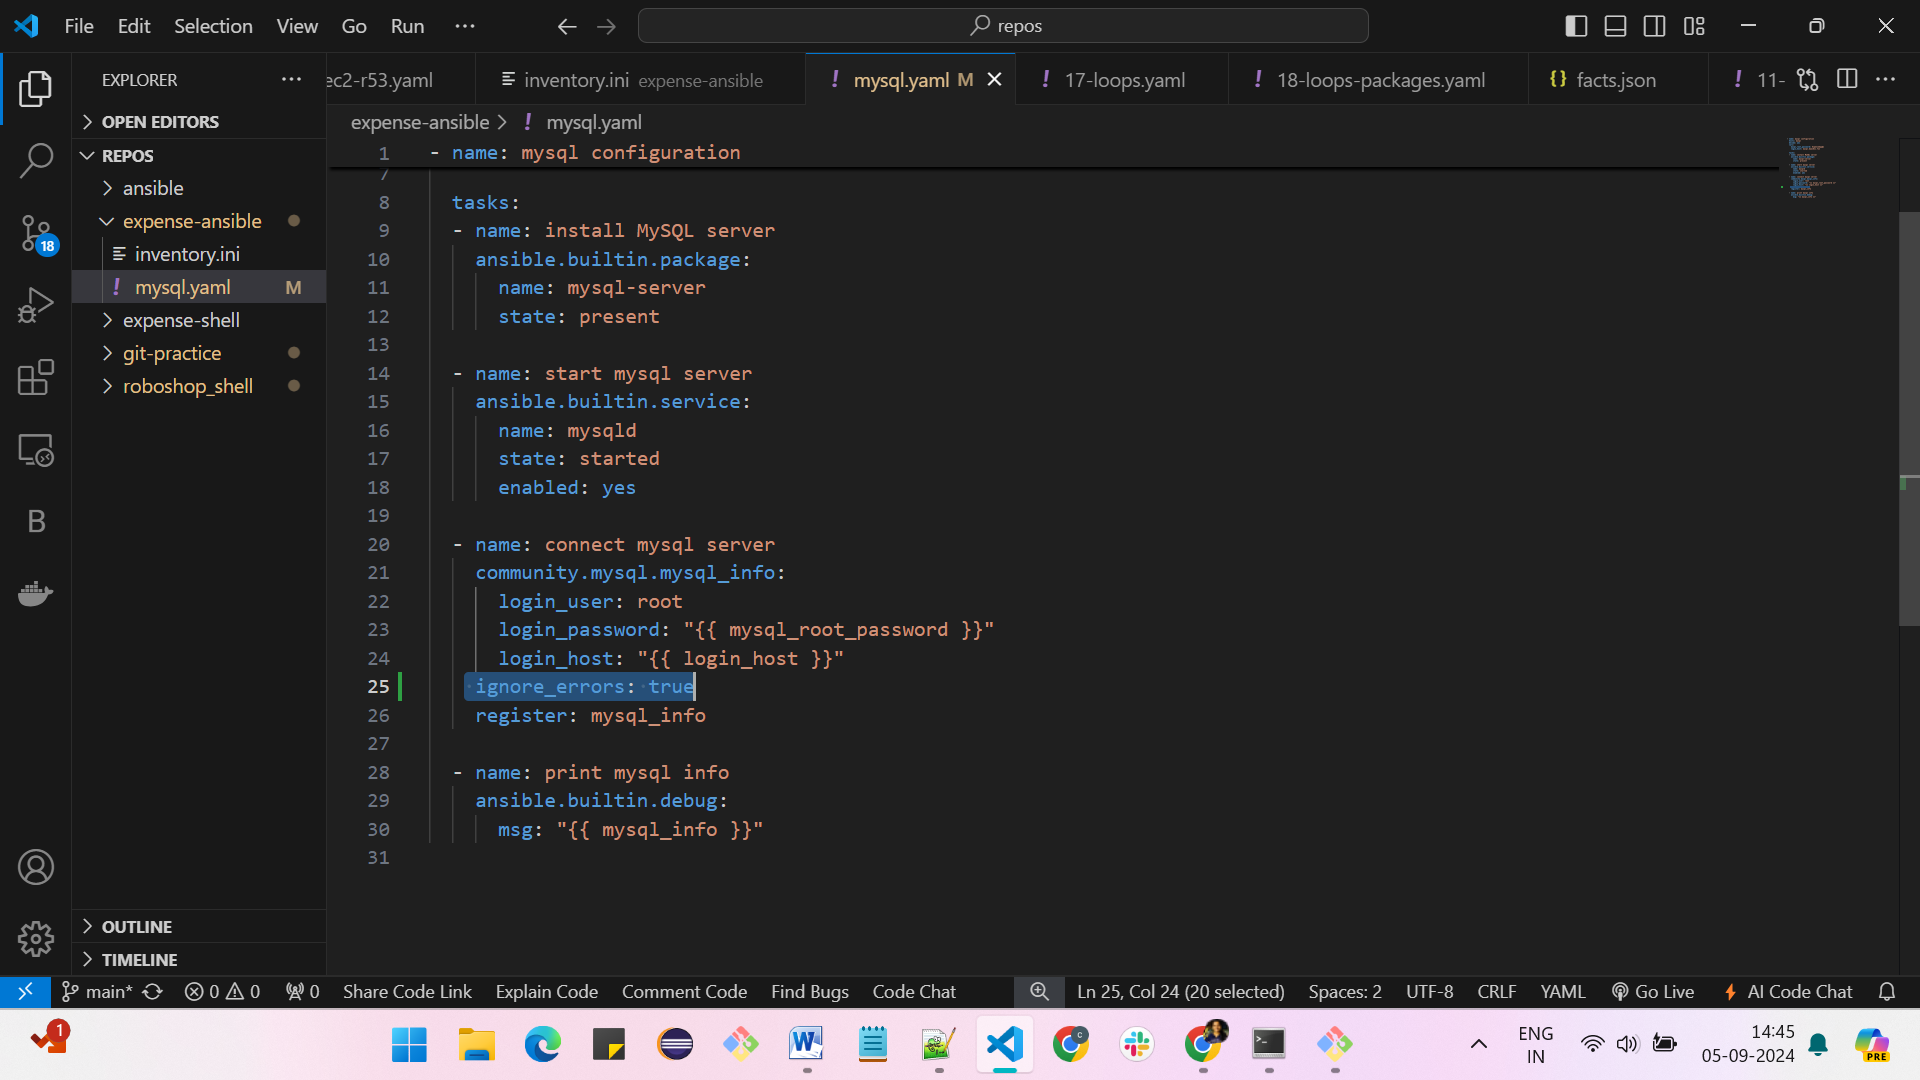 File Edit Selection View Go Run ···
repos
EXPLORER ···
OPEN EDITORS
REPOS
ansible
expense-ansible
inventory.ini
mysql.yaml M
expense-shell
git-practice
roboshop_shell
OUTLINE
TIMELINE
18
B
ec2-r53.yaml
inventory.ini expense-ansible
! mysql.yaml M
! 17-loops.yaml
! 18-loops-packages.yaml
{} facts.json
! 11-
expense-ansible > ! mysql.yaml
1 - name: mysql configuration
7
8 tasks:
9 - name: install MySQL server
10 ansible.builtin.package:
11 name: mysql-server
12 state: present
13
14 - name: start mysql server
15 ansible.builtin.service:
16 name: mysqld
17 state: started
18 enabled: yes
19
20 - name: connect mysql server
21 community.mysql.mysql_info:
22 login_user: root
23 login_password: "{{ mysql_root_password }}"
24 login_host: "{{ login_host }}"
25 ignore_errors: true
26 register: mysql_info
27
28 - name: print mysql info
29 ansible.builtin.debug:
30 msg: "{{ mysql_info }}"
31
main* 0 0 0 Share Code Link Explain Code Comment Code Find Bugs Code Chat Ln 25, Col 24 (20 selected) Spaces: 2 UTF-8 CRLF YAML Go Live AI Code Chat
1
W
C
ENG
IN
14:45
05-09-2024
PRE